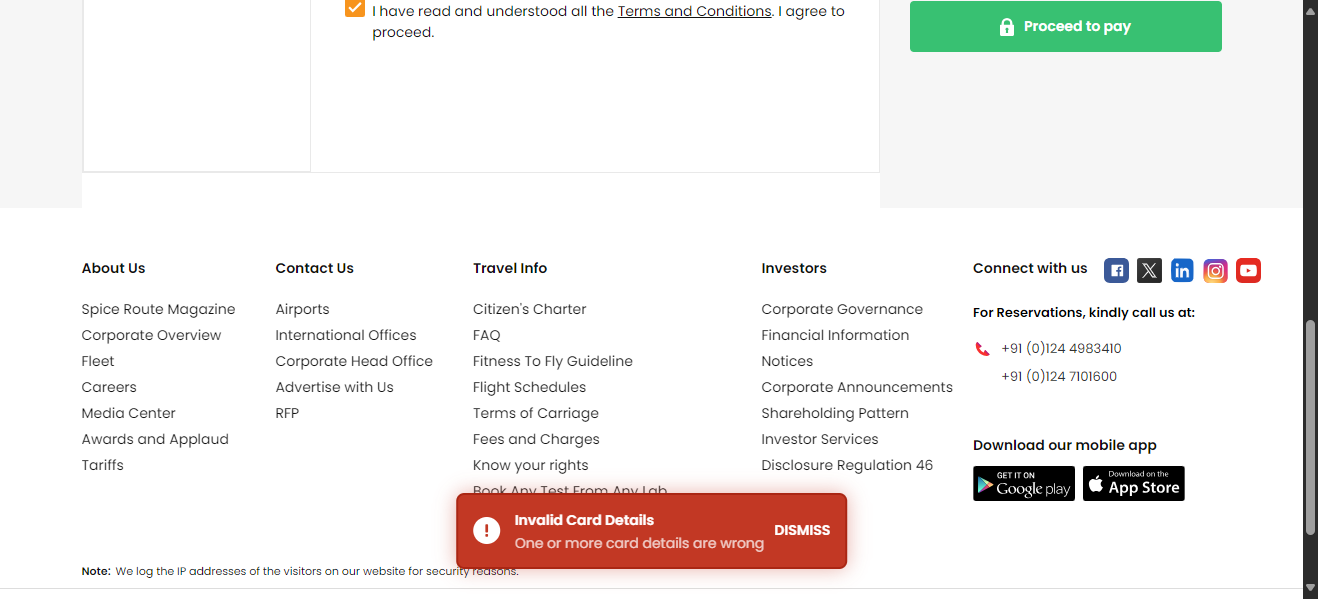 I have read and understood all the Terms and Conditions. I agree to
proceed.
Proceed to pay
About Us
Spice Route Magazine
Corporate Overview
Fleet
Careers
Media Center
Awards and Applaud
Tariffs
Contact Us
Airports
International Offices
Corporate Head Office
Advertise with Us
RFP
Travel Info
Citizen's Charter
FAQ
Fitness To Fly Guideline
Flight Schedules
Terms of Carriage
Fees and Charges
Know your rights
Book Any Test From Any Lab
Investors
Corporate Governance
Financial Information
Notices
Corporate Announcements
Shareholding Pattern
Investor Services
Disclosure Regulation 46
Connect with us
For Reservations, kindly call us at:
+91 (0)124 4983410
+91 (0)124 7101600
Download our mobile app
GET IT ON
Google play
Download on the
App Store
Invalid Card Details
One or more card details are wrong
DISMISS
Note: We log the IP addresses of the visitors on our website for security reasons.